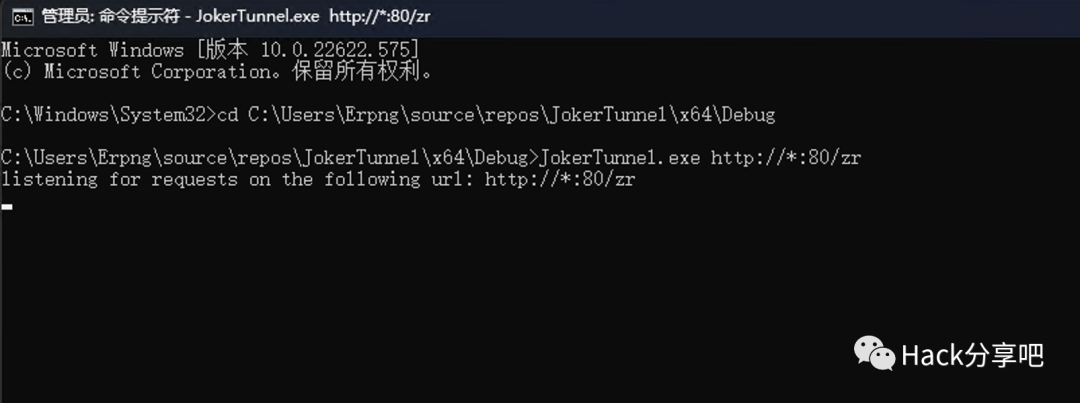 管理员: 命令提示符 - JokerTunnel.exe http://*:80/zr
Microsoft Windows [版本 10.0.22622.575]
(c) Microsoft Corporation。保留所有权利。
C:\Windows\System32>cd C:\Users\Erpng\source\repos\JokerTunnel\x64\Debug
C:\Users\Erpng\source\repos\JokerTunnel\x64\Debug>JokerTunnel.exe http://*:80/zr
listening for requests on the following url: http://*:80/zr
Hack分享吧